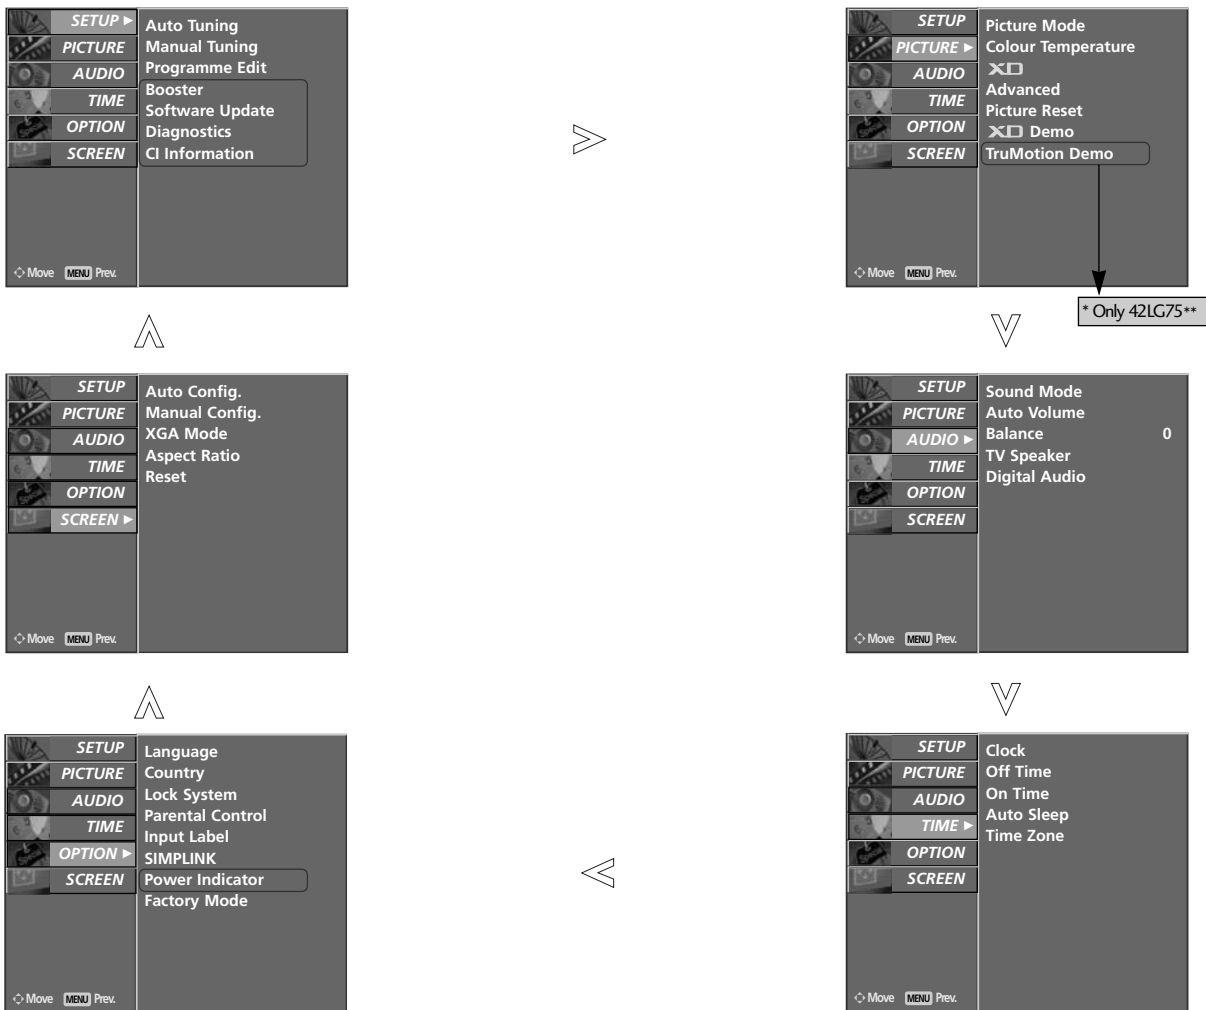 SETUP
PICTURE
AUDIO
TIME
OPTION
SCREEN
Auto Tuning
Manual Tuning
Programme Edit
Booster
Software Update
Diagnostics
CI Information
Move MENU Prev.
SETUP
PICTURE
AUDIO
TIME
OPTION
SCREEN
Picture Mode
Colour Temperature
XD
Advanced
Picture Reset
XD Demo
TruMotion Demo
Move MENU Prev.
* Only 42LG75**
SETUP
PICTURE
AUDIO
TIME
OPTION
SCREEN
Auto Config.
Manual Config.
XGA Mode
Aspect Ratio
Reset
Move MENU Prev.
SETUP
PICTURE
AUDIO
TIME
OPTION
SCREEN
Sound Mode
Auto Volume
Balance 0
TV Speaker
Digital Audio
Move MENU Prev.
SETUP
PICTURE
AUDIO
TIME
OPTION
SCREEN
Language
Country
Lock System
Parental Control
Input Label
SIMPLINK
Power Indicator
Factory Mode
Move MENU Prev.
SETUP
PICTURE
AUDIO
TIME
OPTION
SCREEN
Clock
Off Time
On Time
Auto Sleep
Time Zone
Move MENU Prev.